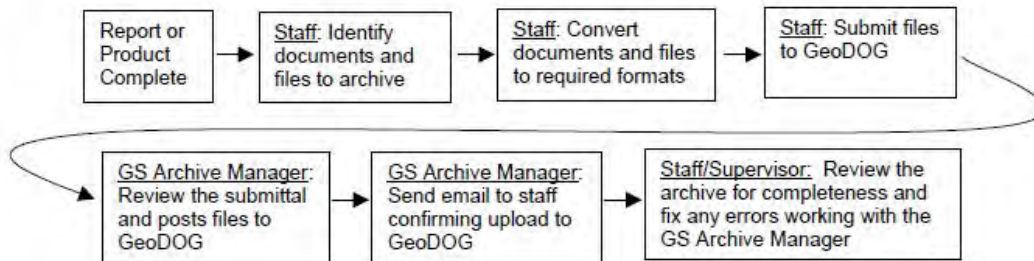 Report or
Product
Complete
Staff: Identify
documents and
files to archive
Staff: Convert
documents and files
to required formats
Staff: Submit files
to GeoDOG
GS Archive Manager:
Review the submittal
and posts files to
GeoDOG
GS Archive Manager:
Send email to staff
confirming upload to
GeoDOG
Staff/Supervisor: Review the
archive for completeness and
fix any errors working with the
GS Archive Manager